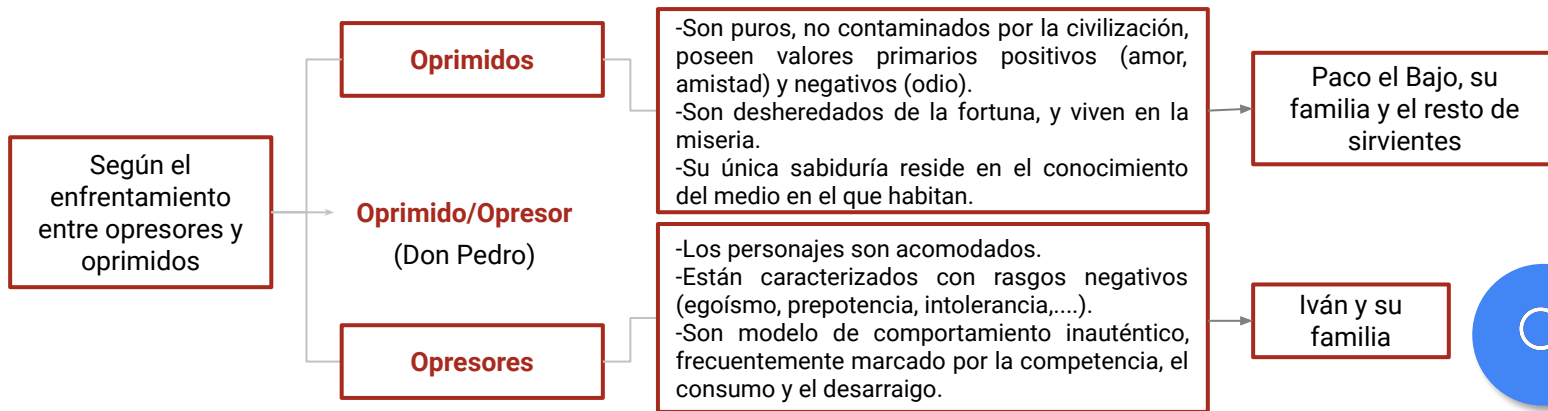 Según el
enfrentamiento
entre opresores y
oprimidos
Oprimidos
-Son puros, no contaminados por la civilización,
poseen valores primarios positivos (amor,
amistad) y negativos (odio).
-Son desheredados de la fortuna, y viven en la
miseria.
-Su única sabiduría reside en el conocimiento
del medio en el que habitan.
Paco el Bajo, su
familia y el resto de
sirvientes
Oprimido/Opresor
(Don Pedro)
Opresores
-Los personajes son acomodados.
-Están caracterizados con rasgos negativos
(egoísmo, prepotencia, intolerancia,....).
-Son modelo de comportamiento inauténtico,
frecuentemente marcado por la competencia, el
consumo y el desarraigo.
Iván y su
familia